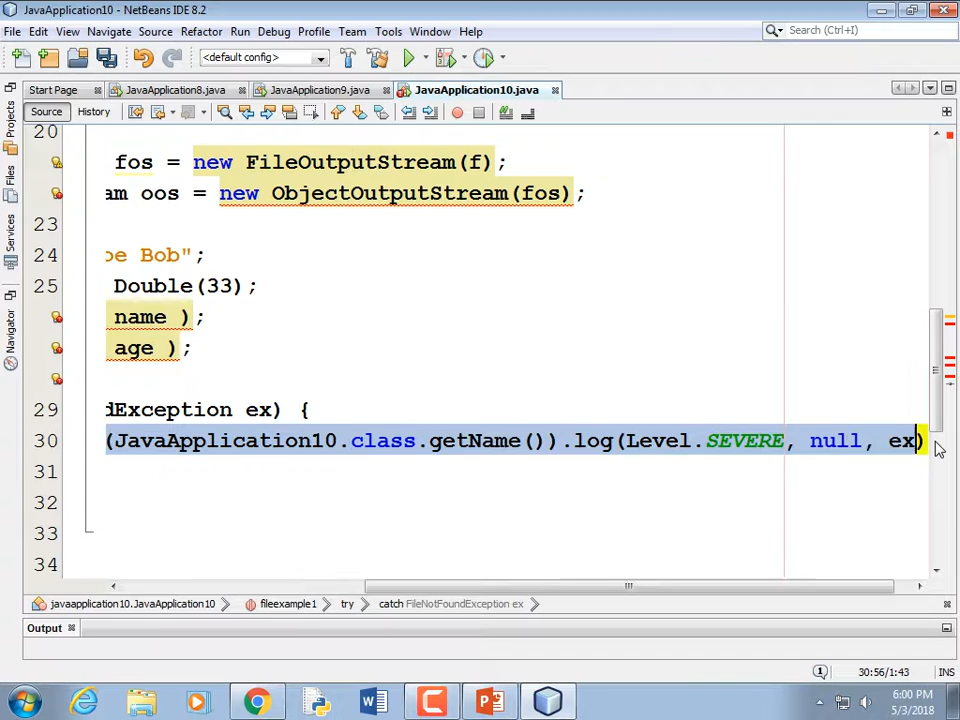 JavaApplication10 - NetBeans IDE 8.2
File Edit View Navigate Source Refactor Run Debug Profile Team Tools Window Help
Search (Ctrl+I)
<default config>
Start Page JavaApplication8.java JavaApplication9.java JavaApplication10.java
Source History
Projects
Files
Services
Navigator
20
fos = new FileOutputStream(f);
am oos = new ObjectOutputStream(fos);
23
24 oe Bob";
25 Double(33);
name );
age );
29 dException ex) {
30 (JavaApplication10.class.getName()).log(Level.SEVERE, null, ex)
31
32
33
34
javaapplication10.JavaApplication10 fileexample1 try catch FileNotFoundException ex
Output
1 30:56/1:43 INS
6:00 PM
5/3/2018